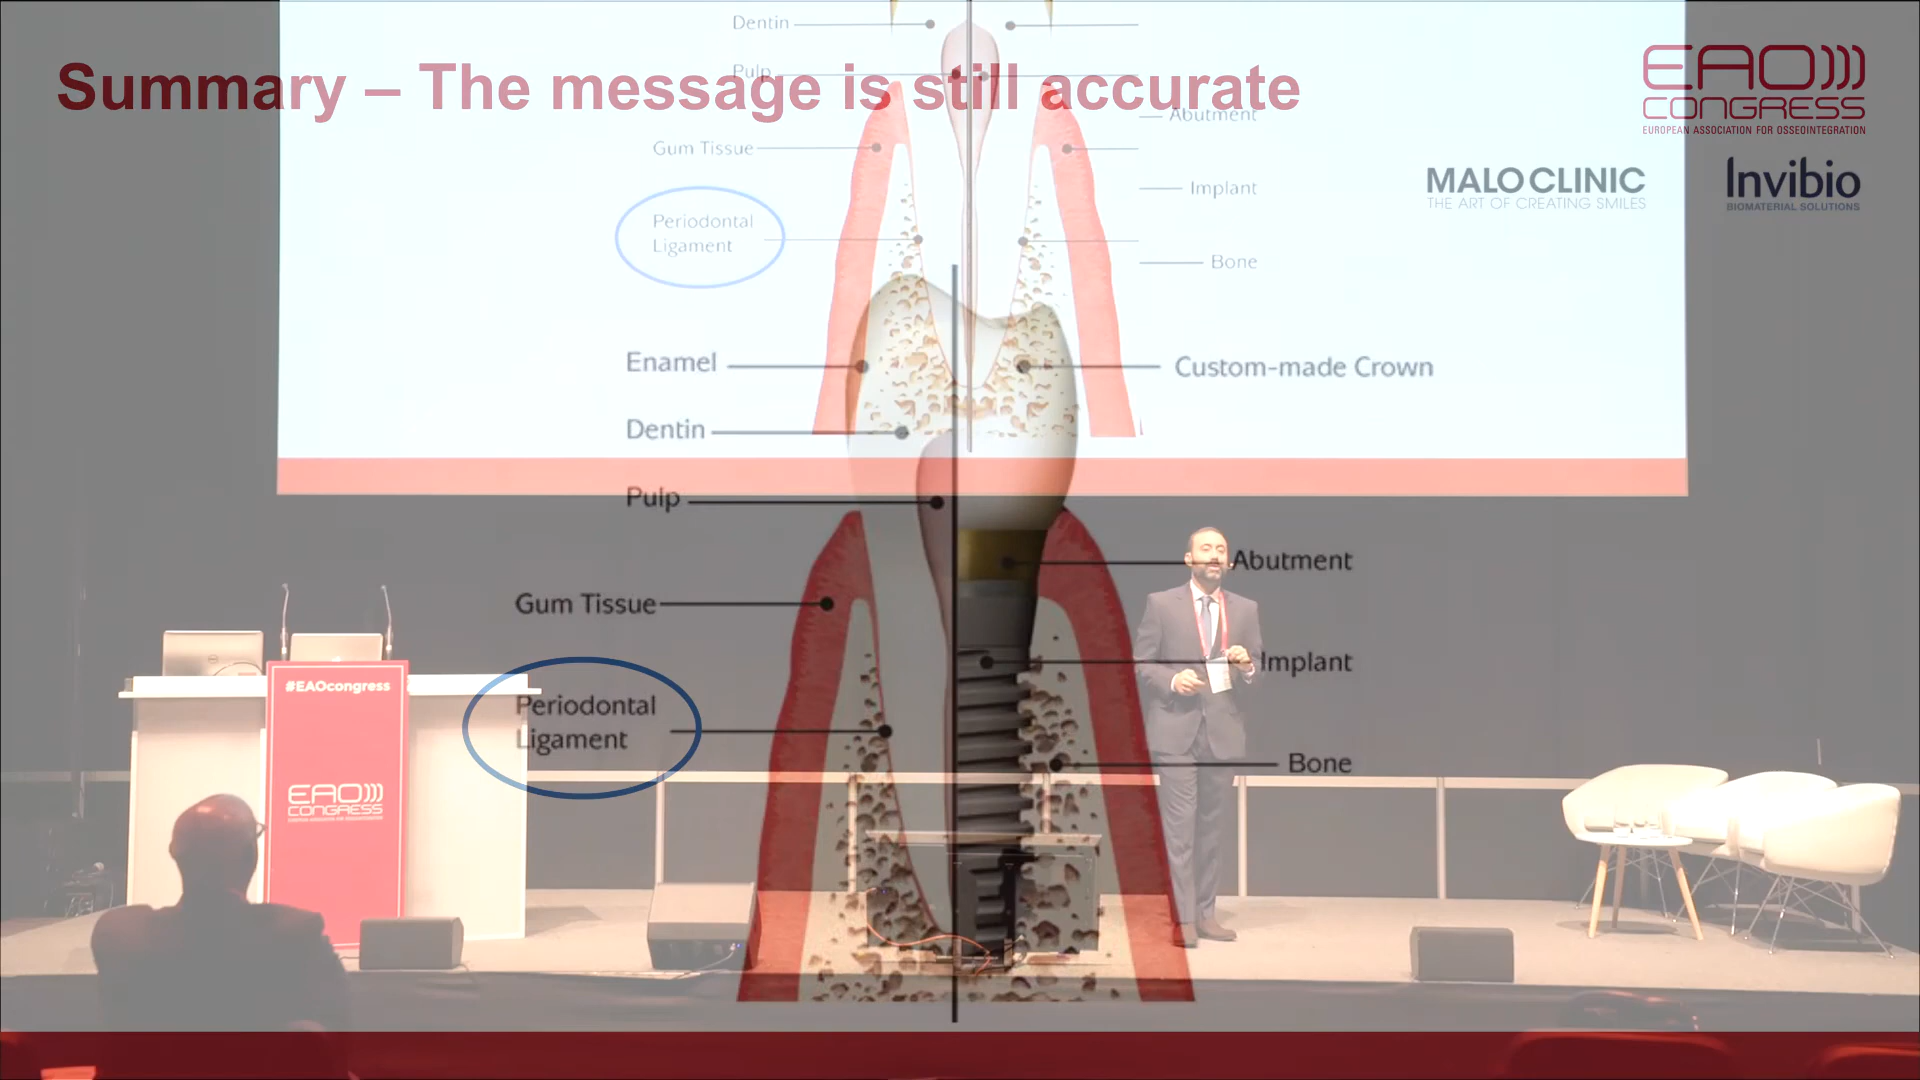 Dentin
Summary – The message is still accurate
Pulp
EAO)))
CONGRESS
EUROPEAN ASSOCIATION FOR OSSEOINTEGRATION
Abutment
Gum Tissue
MALO CLINIC
THE ART OF CREATING SMILES
Invibio
BIOMATERIAL SOLUTIONS
Implant
Periodontal
Ligament
Bone
Enamel
Custom-made Crown
Dentin
Pulp
Abutment
Gum Tissue
Implant
#EAOcongress
Periodontal
Ligament
Bone
EAO)))
CONGRESS